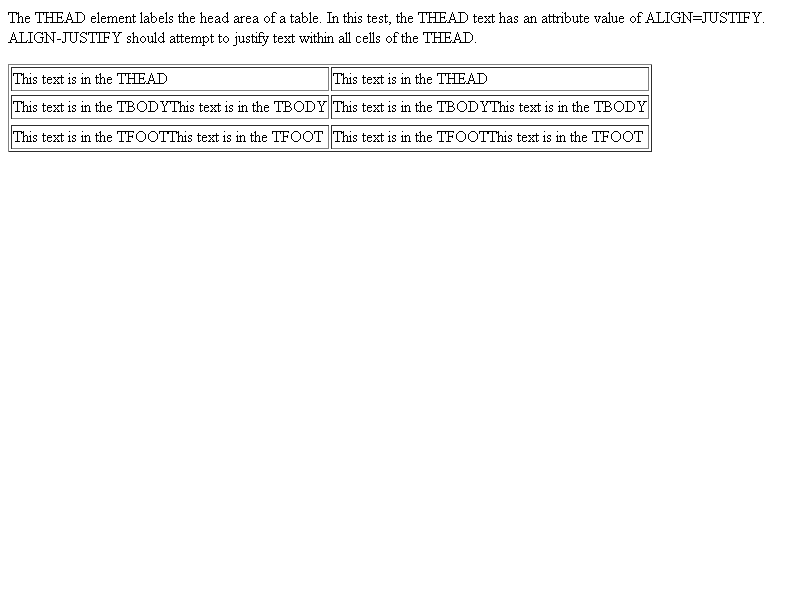 The THEAD element labels the head area of a table. In this test, the THEAD text has an attribute value of ALIGN=JUSTIFY.
ALIGN-JUSTIFY should attempt to justify text within all cells of the THEAD.
This text is in the THEAD This text is in the THEAD
This text is in the TBODYThis text is in the TBODY This text is in the TBODYThis text is in the TBODY
This text is in the TFOOTThis text is in the TFOOT This text is in the TFOOTThis text is in the TFOOT